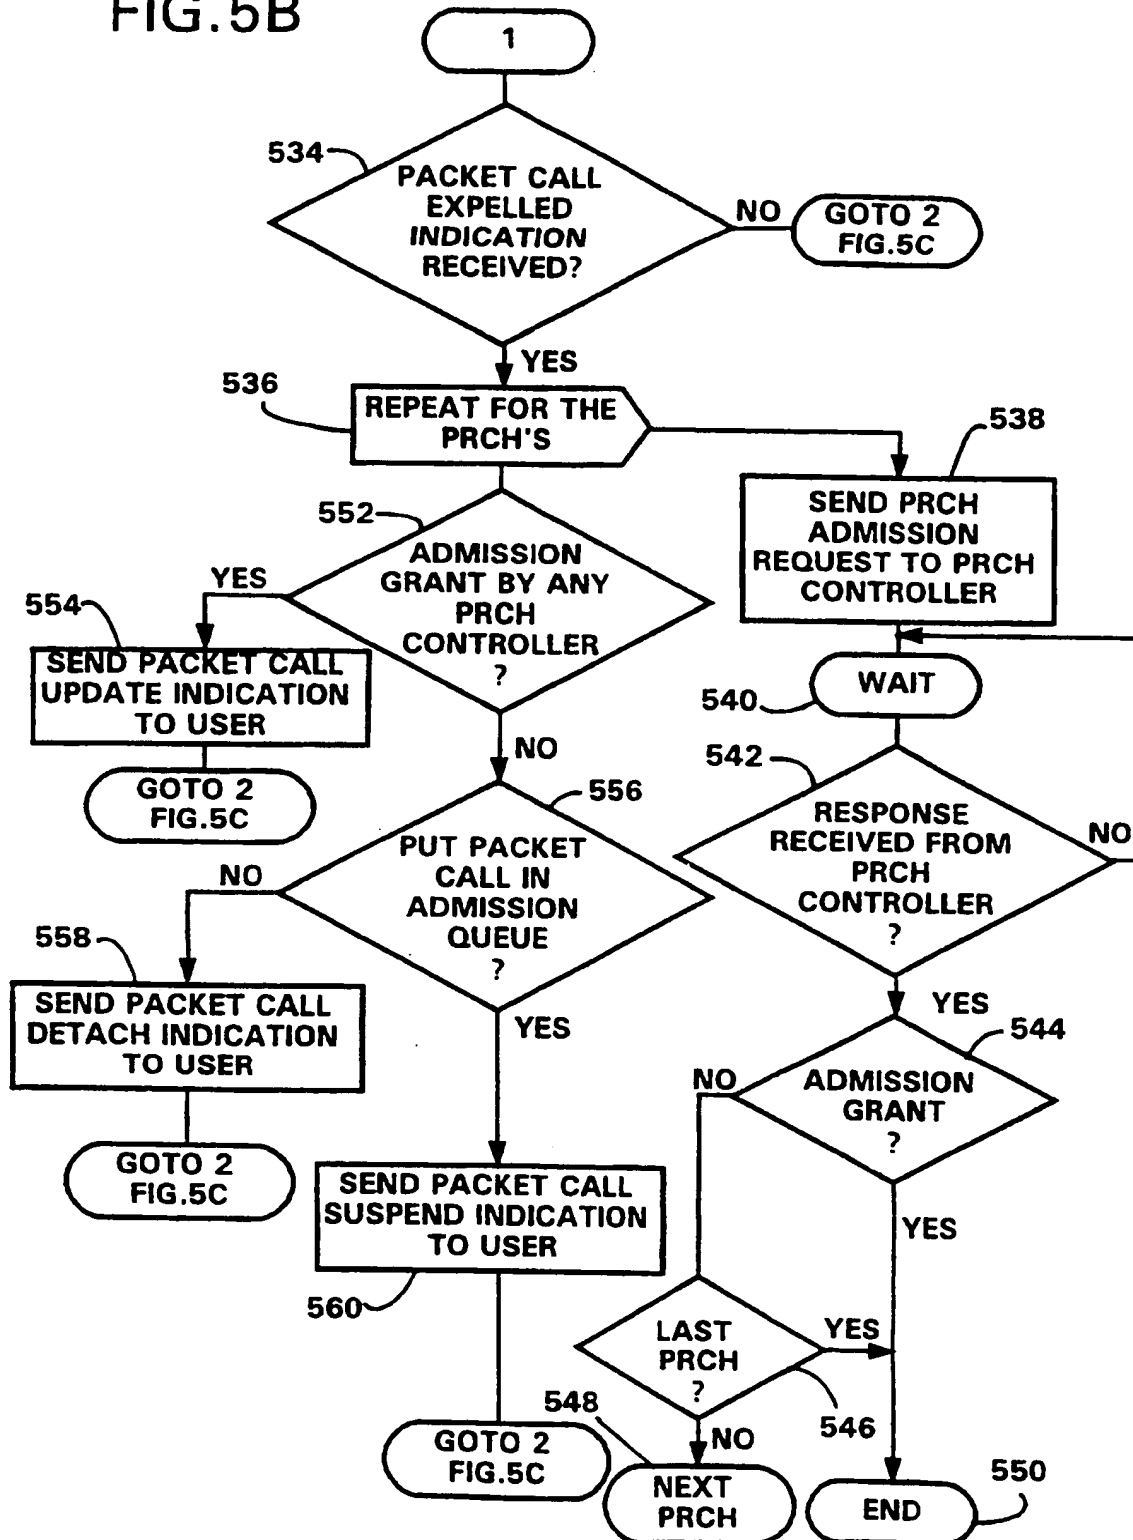 FIG.5B
1
534
PACKET CALL
EXPELLED
INDICATION
RECEIVED?
NO
GOTO 2
FIG.5C
YES
536
REPEAT FOR THE
PRCH'S
538
SEND PRCH
ADMISSION
REQUEST TO PRCH
CONTROLLER
552
ADMISSION
GRANT BY ANY
PRCH
CONTROLLER
?
YES
554
SEND PACKET CALL
UPDATE INDICATION
TO USER
GOTO 2
FIG.5C
NO
WAIT
540
542
RESPONSE
RECEIVED FROM
PRCH
CONTROLLER
?
NO
YES
556
PUT PACKET
CALL IN
ADMISSION
QUEUE
?
NO
558
SEND PACKET CALL
DETACH INDICATION
TO USER
GOTO 2
FIG.5C
YES
SEND PACKET CALL
SUSPEND INDICATION
TO USER
560
GOTO 2
FIG.5C
544
ADMISSION
GRANT
?
NO
YES
LAST
PRCH
?
YES
546
NO
548
NEXT
PRCH
END
550